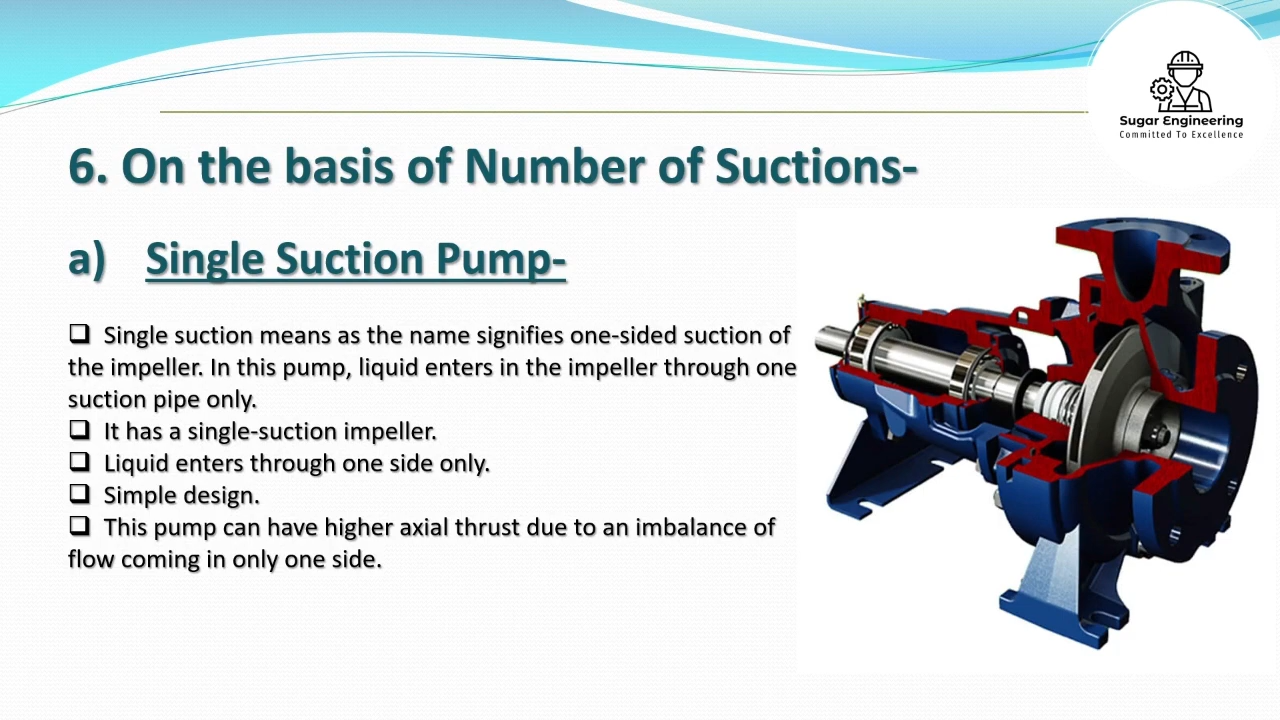 Sugar Engineering
Committed To Excellence
6. On the basis of Number of Suctions-
a) Single Suction Pump-
❑ Single suction means as the name signifies one-sided suction of
the impeller. In this pump, liquid enters in the impeller through one
suction pipe only.
❑ It has a single-suction impeller.
❑ Liquid enters through one side only.
❑ Simple design.
❑ This pump can have higher axial thrust due to an imbalance of
flow coming in only one side.